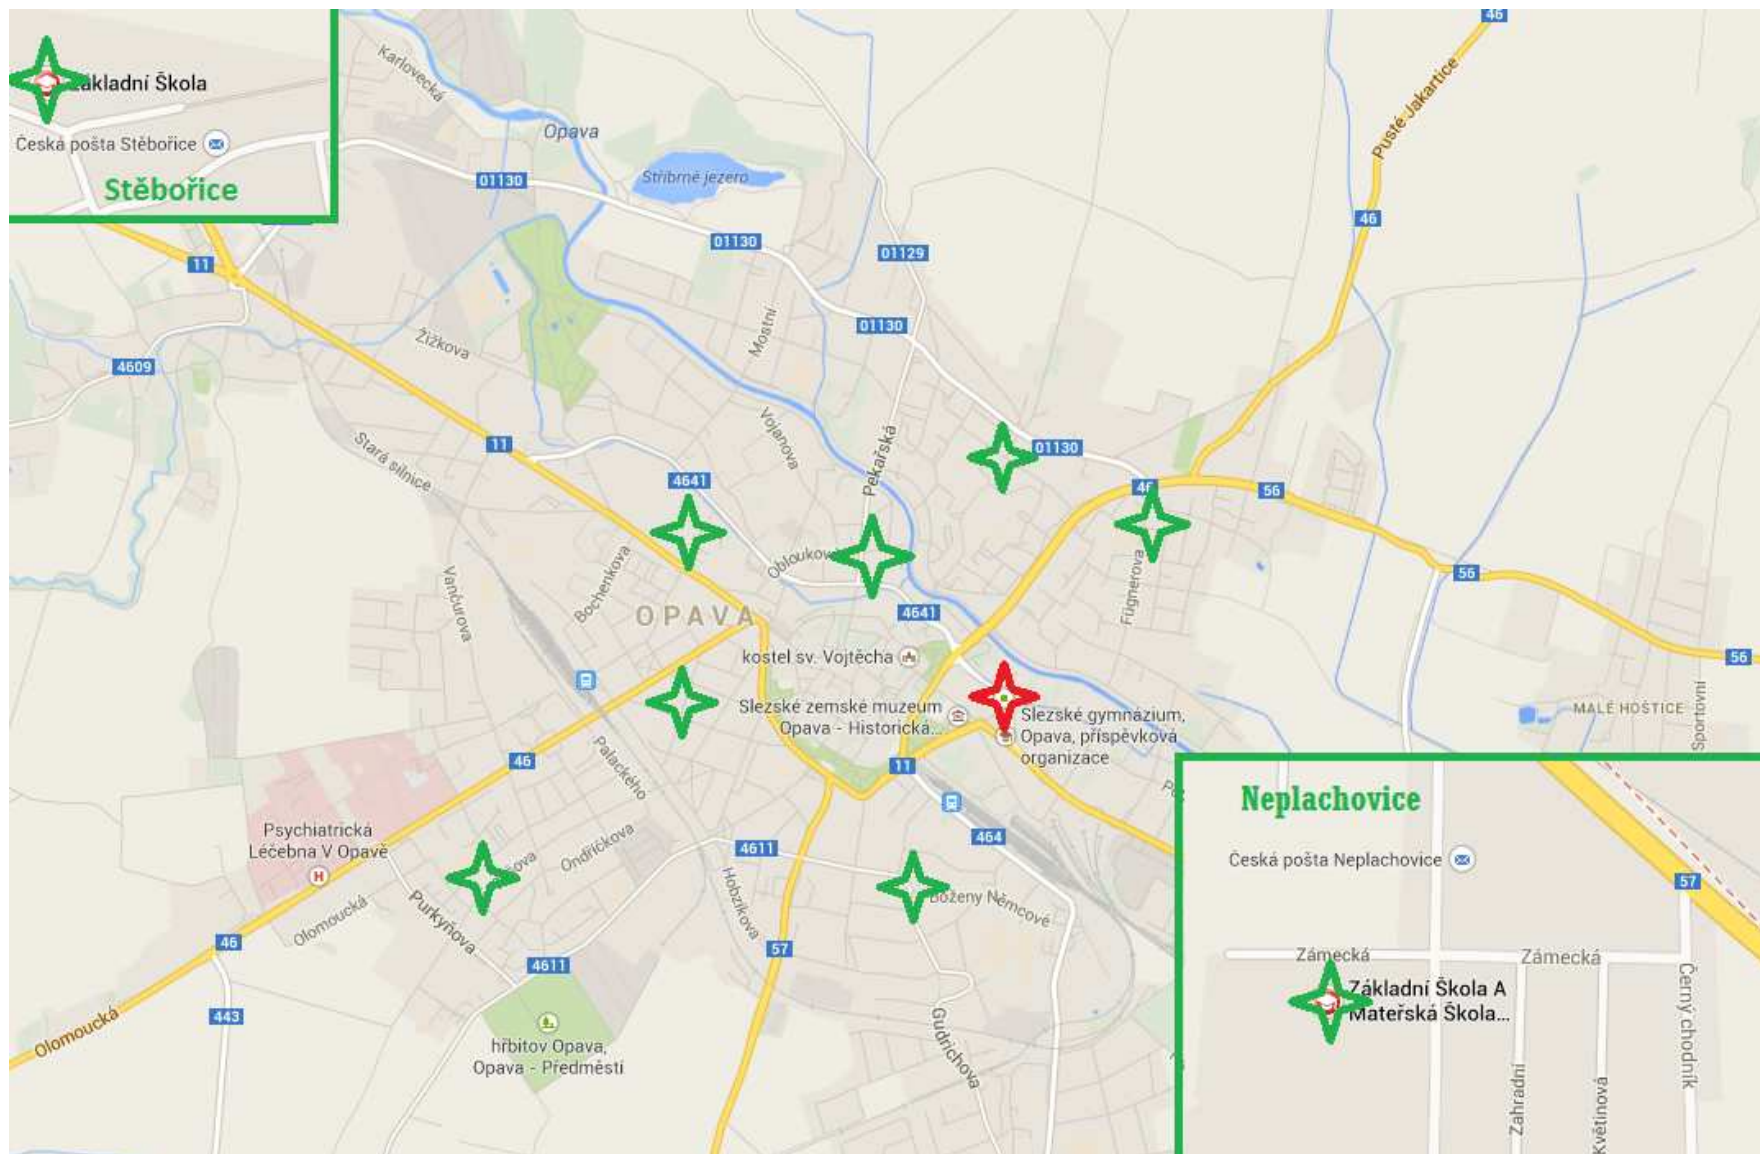 46
Karlovecká
Základní Škola
Opava
Pusté Jakartice
Česká pošta Stěbořice
Stříbrné jezero
01130
Stěbořice
46
01130
01129
11
01130
Mostní
Žižkova
4609
Vojanova
Pekařská
11
01130
Stará silnice
4641
46
56
Obloukov
Vančurova
Bochenkova
Fügnerova
56
OPAVA
4641
kostel sv. Vojtěcha
56
Slezské zemské muzeum
Opava - Historická...
Slezské gymnázium,
Opava, příspěvková
organizace
MALÉ HOŠTICE
Sportovní
46
11
Palackého
Neplachovice
Psychiatrická
Léčebna V Opavě
H
Ondříčkova
4611
464
Česká pošta Neplachovice
57
Hobzíkova
Boženy Němcové
Olomoucká
Purkyňova
46
57
4611
Zámecká
Zámecká
443
Olomoucká
Základní Škola A
Mateřská Škola...
Černý chodník
Gudrichova
hřbitov Opava,
Opava - Předměstí
Zahradní
Květinová